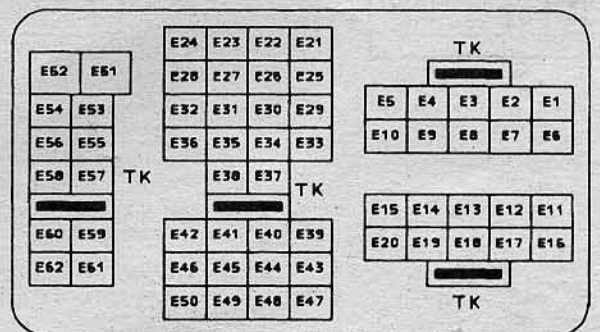 E52 E51
E54 E53
E56 E55
E58 E57
TK
E60 E59
E62 E61
E24 E23 E22 E21
E28 E27 E26 E25
E32 E31 E30 E29
E36 E35 E34 E33
E38 E37
TK
E42 E41 E40 E39
E46 E45 E44 E43
E50 E49 E48 E47
TK
E5 E4 E3 E2 E1
E10 E9 E8 E7 E6
E15 E14 E13 E12 E11
E20 E19 E18 E17 E16
TK